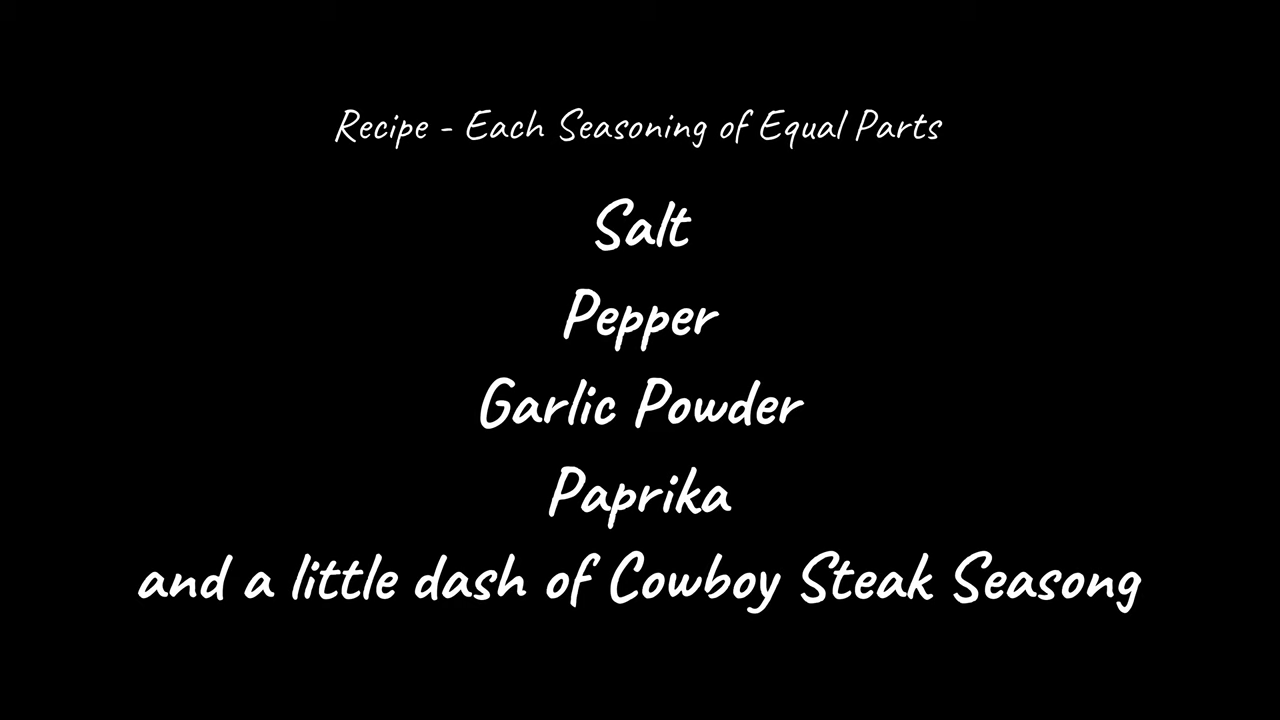 Recipe - Each Seasoning of Equal Parts
Salt
Pepper
Garlic Powder
Paprika
and a little dash of Cowboy Steak Seasong